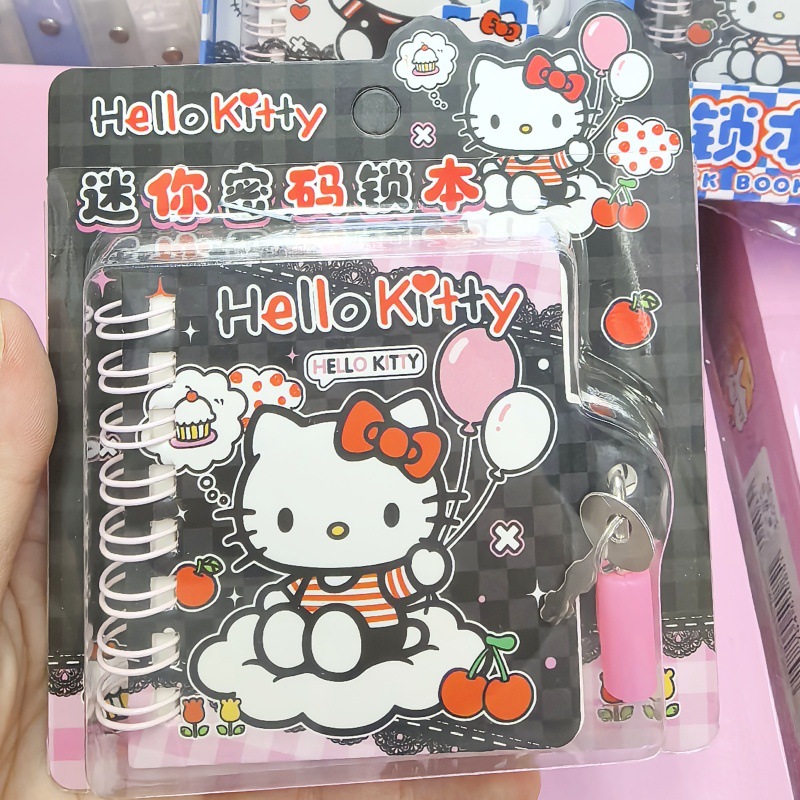 Hello Kitty
迷你密码锁本
Hello Kitty
HELLO KITTY
锁本
K BOOK